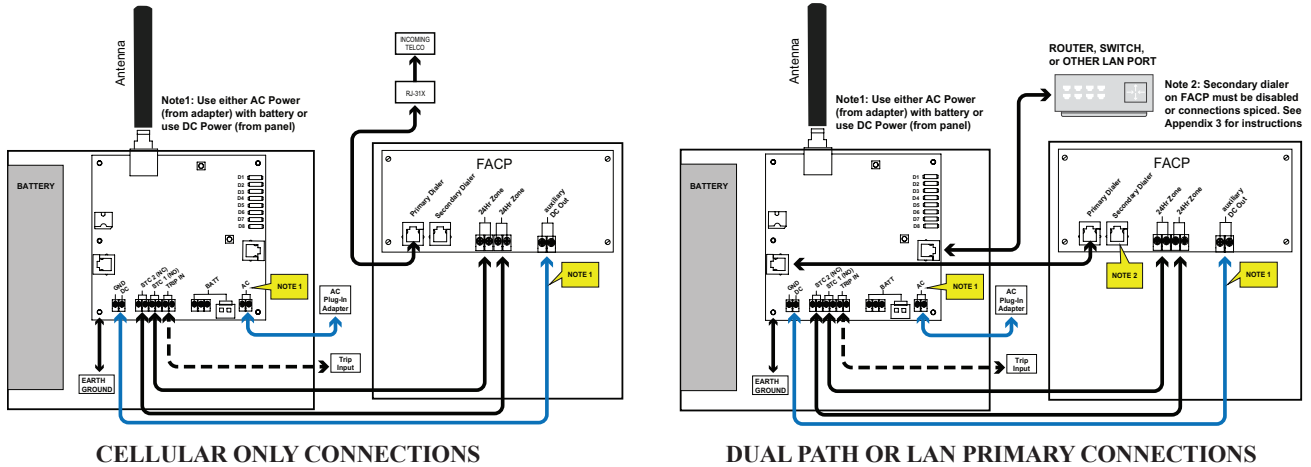 INCOMING
TELCO
RJ-31X
Antenna
Note1: Use either AC Power
(from adapter) with battery or
use DC Power (from panel)
BATTERY
D1
D2
D3
D4
D5
D6
D7
D8
FACP
Primary Dialer
Secondary Dialer
24Hr Zone
24Hr Zone
auxiliary
DC Out
GND
DC
STC 2 (NC)
STC 1 (NO)
TRIP IN
BATT
AC
NOTE 1
NOTE 1
AC
Plug-In
Adapter
Trip
Input
EARTH
GROUND
CELLULAR ONLY CONNECTIONS
Antenna
Note1: Use either AC Power
(from adapter) with battery or
use DC Power (from panel)
ROUTER, SWITCH,
or OTHER LAN PORT
Note 2: Secondary dialer
on FACP must be disabled
or connections spiced. See
Appendix 3 for instructions
BATTERY
D1
D2
D3
D4
D5
D6
D7
D8
FACP
Primary Dialer
Secondary Dialer
24Hr Zone
24Hr Zone
auxiliary
DC Out
NOTE 2
NOTE 1
GND
DC
STC 2 (NC)
STC 1 (NO)
TRIP IN
BATT
AC
NOTE 1
AC
Plug-In
Adapter
Trip
Input
EARTH
GROUND
DUAL PATH OR LAN PRIMARY CONNECTIONS